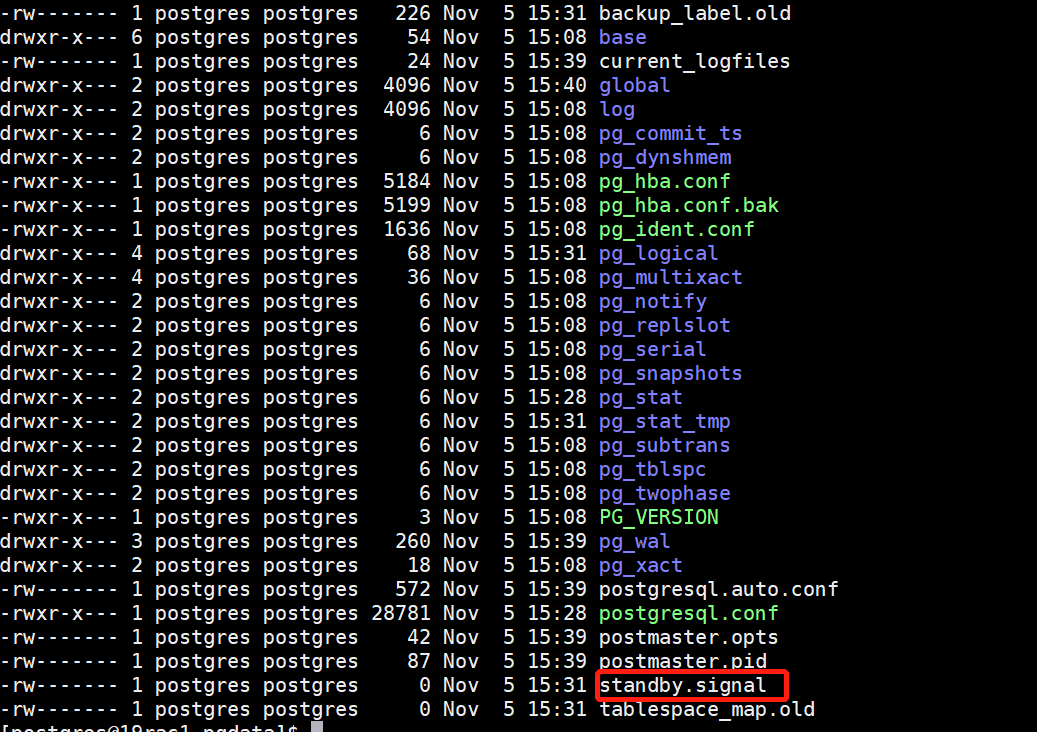 -rw------- 1 postgres postgres   226 Nov  5 15:31 backup_label.old
drwxr-x--- 6 postgres postgres    54 Nov  5 15:08 base
-rw------- 1 postgres postgres    24 Nov  5 15:39 current_logfiles
drwxr-x--- 2 postgres postgres  4096 Nov  5 15:40 global
drwxr-x--- 2 postgres postgres  4096 Nov  5 15:08 log
drwxr-x--- 2 postgres postgres     6 Nov  5 15:08 pg_commit_ts
drwxr-x--- 2 postgres postgres     6 Nov  5 15:08 pg_dynshmem
-rwxr-x--- 1 postgres postgres  5184 Nov  5 15:08 pg_hba.conf
-rwxr-x--- 1 postgres postgres  5199 Nov  5 15:08 pg_hba.conf.bak
-rwxr-x--- 1 postgres postgres  1636 Nov  5 15:08 pg_ident.conf
drwxr-x--- 4 postgres postgres    68 Nov  5 15:31 pg_logical
drwxr-x--- 4 postgres postgres    36 Nov  5 15:08 pg_multixact
drwxr-x--- 2 postgres postgres     6 Nov  5 15:08 pg_notify
drwxr-x--- 2 postgres postgres     6 Nov  5 15:08 pg_replslot
drwxr-x--- 2 postgres postgres     6 Nov  5 15:08 pg_serial
drwxr-x--- 2 postgres postgres     6 Nov  5 15:08 pg_snapshots
drwxr-x--- 2 postgres postgres     6 Nov  5 15:28 pg_stat
drwxr-x--- 2 postgres postgres     6 Nov  5 15:31 pg_stat_tmp
drwxr-x--- 2 postgres postgres     6 Nov  5 15:08 pg_subtrans
drwxr-x--- 2 postgres postgres     6 Nov  5 15:08 pg_tblspc
drwxr-x--- 2 postgres postgres     6 Nov  5 15:08 pg_twophase
-rwxr-x--- 1 postgres postgres     3 Nov  5 15:08 PG_VERSION
drwxr-x--- 3 postgres postgres   260 Nov  5 15:39 pg_wal
drwxr-x--- 2 postgres postgres    18 Nov  5 15:08 pg_xact
-rw------- 1 postgres postgres   572 Nov  5 15:39 postgresql.auto.conf
-rwxr-x--- 1 postgres postgres 28781 Nov  5 15:28 postgresql.conf
-rw------- 1 postgres postgres    42 Nov  5 15:39 postmaster.opts
-rw------- 1 postgres postgres    87 Nov  5 15:39 postmaster.pid
-rw------- 1 postgres postgres     0 Nov  5 15:31 standby.signal
-rw------- 1 postgres postgres     0 Nov  5 15:31 tablespace_map.old
[postgres@19rac1 pgdata]$